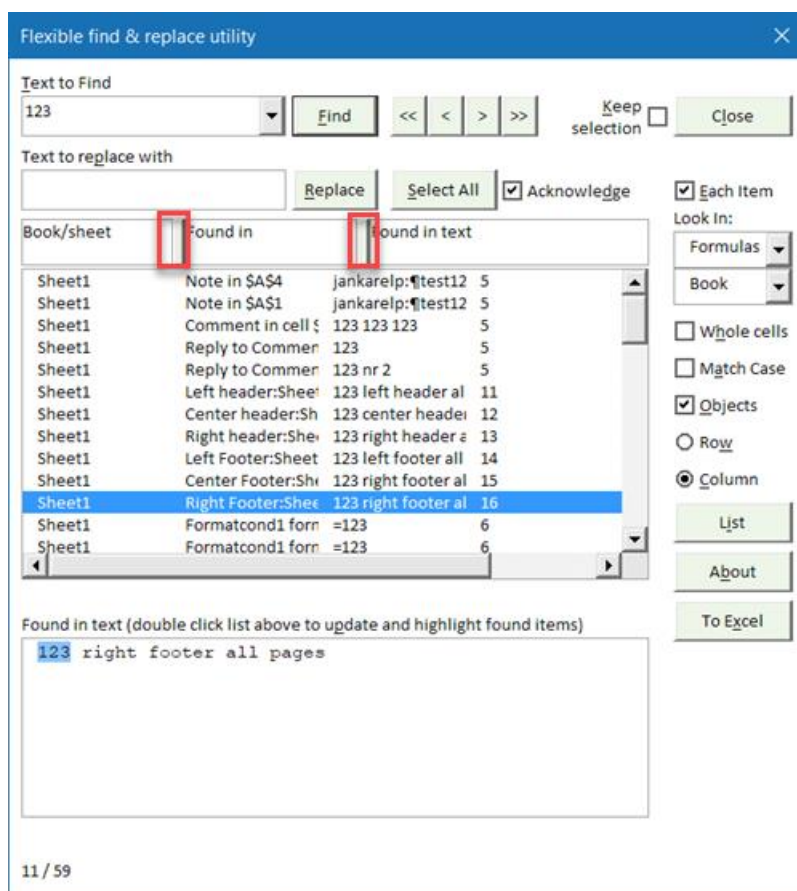 Flexible find & replace utility
Text to Find
123 Find << < > >> Keep selection Close
Text to replace with
Replace Select All Acknowledge Each Item
Look In:
Book/sheet Found in Found in text Formulas
Sheet1 Note in $A$4 jankarelp:¶test12 5
Book
Sheet1 Note in $A$1 jankarelp:¶test12 5
Sheet1 Comment in cell $ 123 123 123 5
Whole cells
Sheet1 Reply to Commen 123 5
Sheet1 Reply to Commen 123 nr 2 5
Match Case
Sheet1 Left header:Sheet 123 left header al 11
Objects
Sheet1 Center header:Sh 123 center header 12
Sheet1 Right header:She 123 right header a 13
Row
Sheet1 Left Footer:Sheet 123 left footer all 14
Sheet1 Center Footer:She 123 right footer al 15
Column
Sheet1 Right Footer:Shee 123 right footer al 16
Sheet1 Formatcond1 form =123 6
List
Sheet1 Formatcond1 form =123 6
About
Found in text (double click list above to update and highlight found items) To Excel
123 right footer all pages
11 / 59